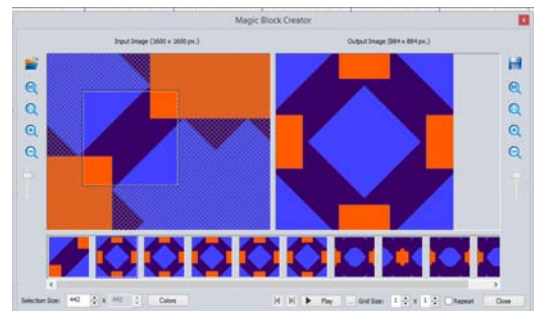 Magic Block Creator
Input Image (1600 x 1600 px.) Output Image (884 x 884 px.)
Selection Size: 442 X 442 Colors Play ... Grid Size: 1 X 1 Repeat Close